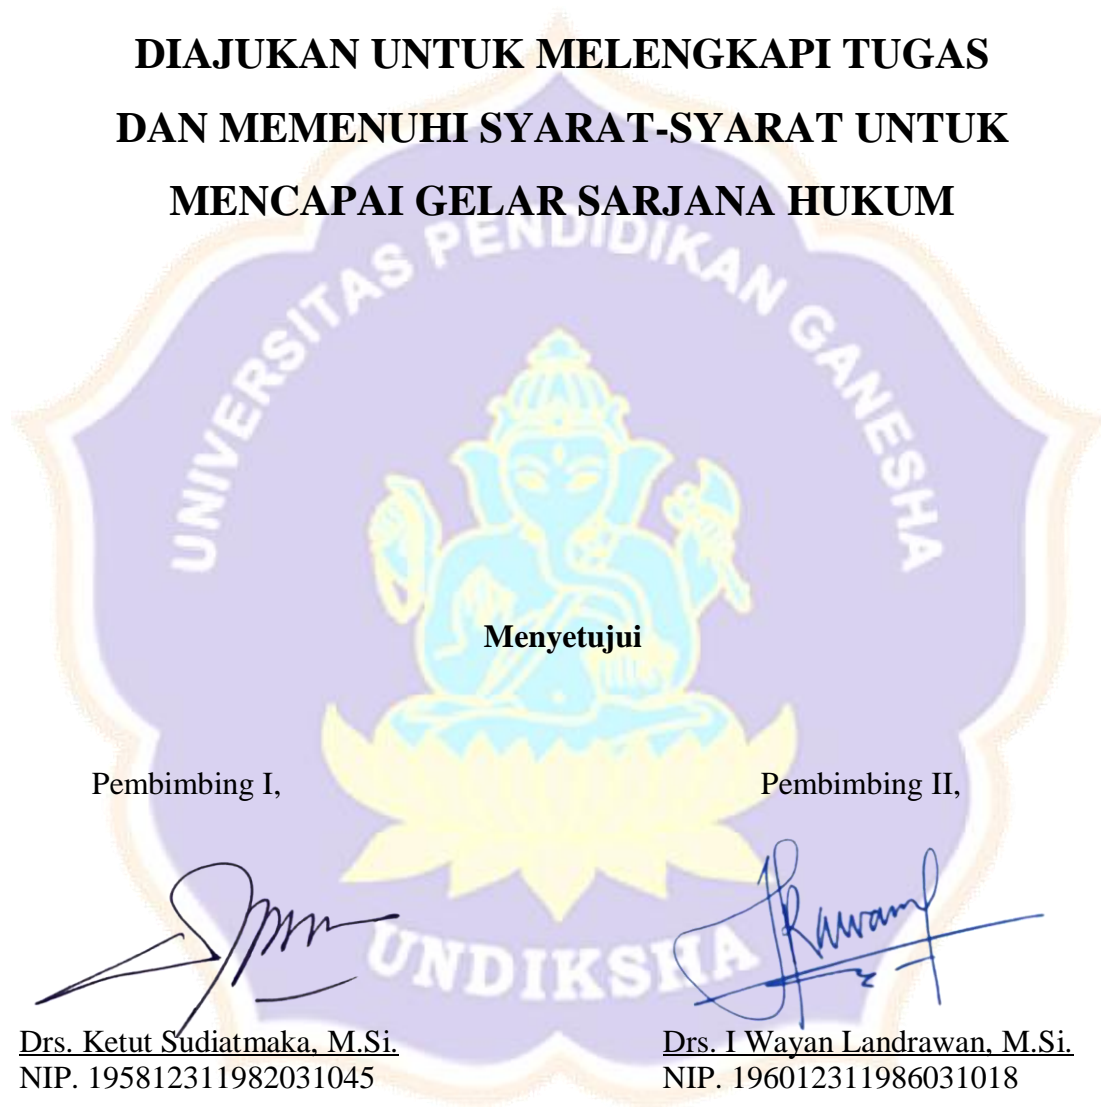 DIAJUKAN UNTUK MELENGKAPI TUGAS
DAN MEMENUHI SYARAT-SYARAT UNTUK
MENCAPAI GELAR SARJANA HUKUM
UNIVERSITAS PENDIDIKAN GANESHA
Menyetujui
Pembimbing I,
Pembimbing II,
UNDIKSHA
Drs. Ketut Sudiatmaka, M.Si.
Drs. I Wayan Landrawan, M.Si.
NIP. 195812311982031045
NIP. 196012311986031018